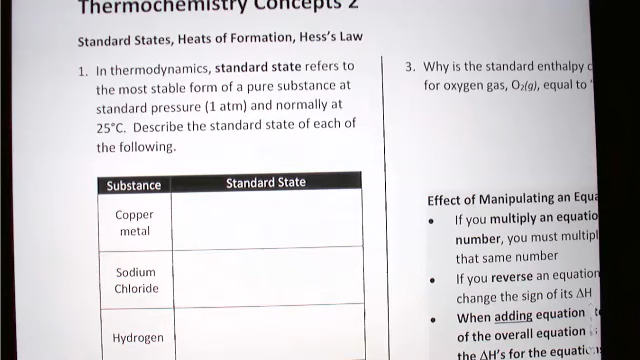 Thermochemistry Concepts 2
Standard States, Heats of Formation, Hess's Law
1. In thermodynamics, standard state refers to
the most stable form of a pure substance at
standard pressure (1 atm) and normally at
25°C. Describe the standard state of each of
the following.
Substance Standard State
Copper
metal
Sodium
Chloride
Hydrogen
3. Why is the standard enthalpy
for oxygen gas, O₂(g), equal to
Effect of Manipulating an
• If you multiply an
number, you must
that same number
• If you reverse an equation
change the sign of its ΔH
• When adding equation
of the overall equation
the ΔH's for the